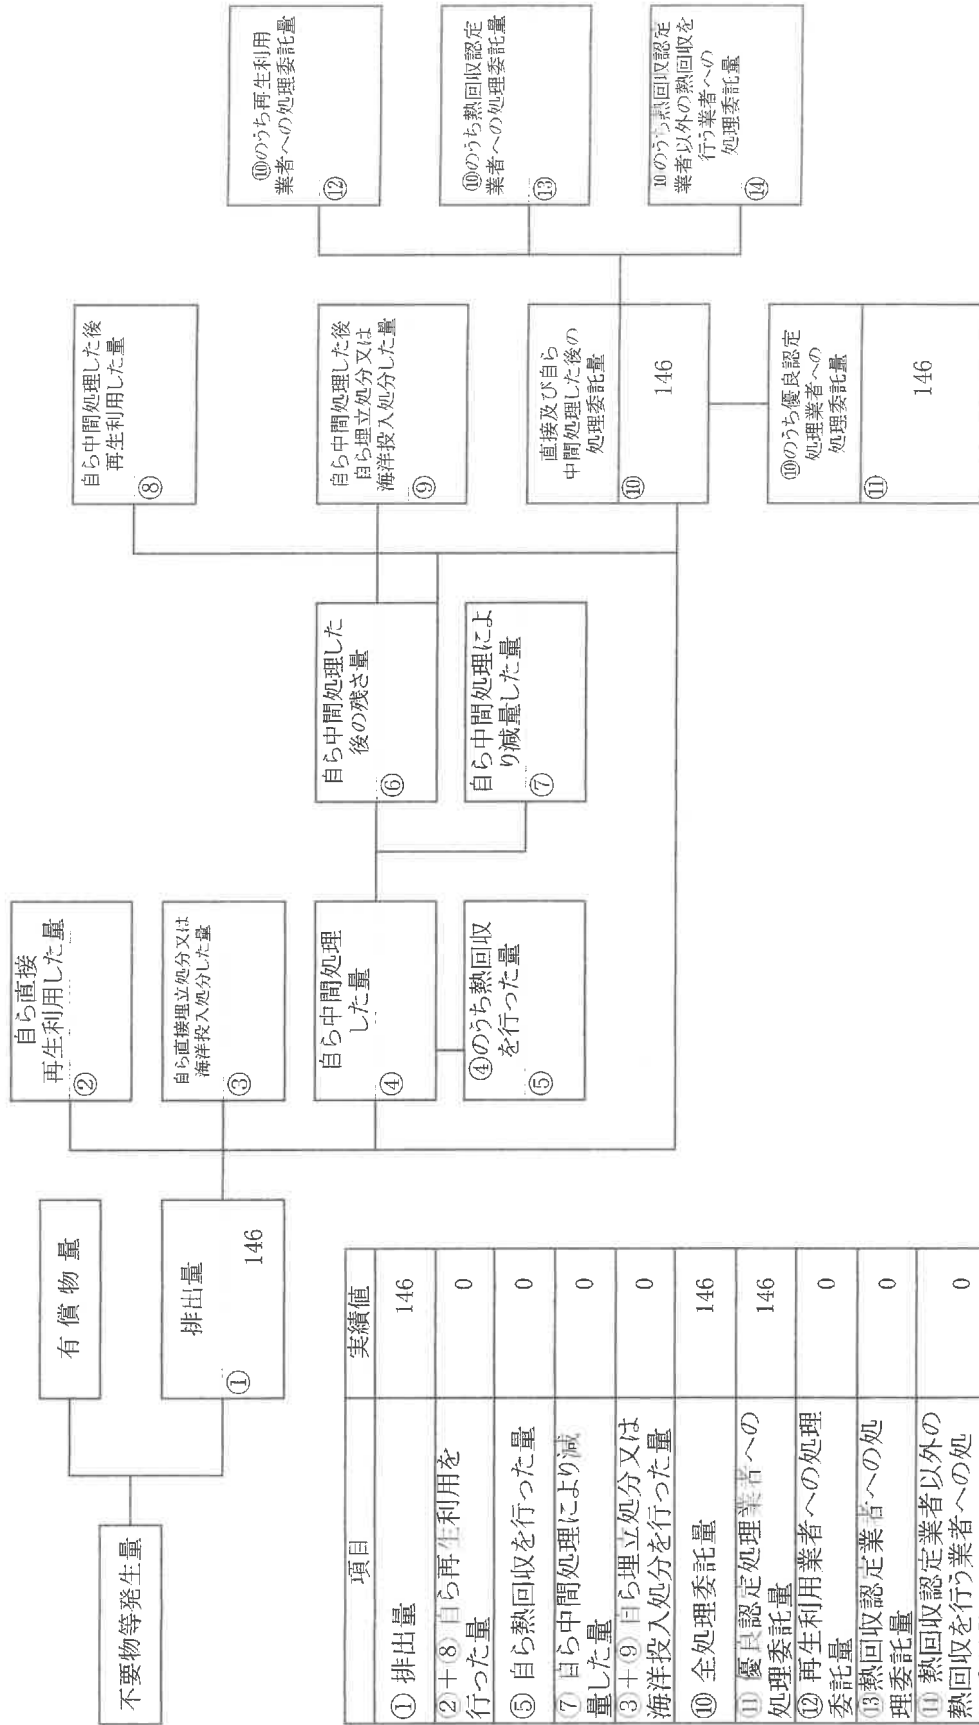 不要物等発生量
有償物量
排出量
①
146
自ら直接
再生利用した量
②
自ら直接埋立処分又は
海洋投入処分した量
③
自ら中間処理
した量
④
④のうち熱回収
を行った量
⑤
自ら中間処理した
後の残さ量
⑥
自ら中間処理によ
り減量した量
⑦
自ら中間処理した後
再生利用した量
⑧
自ら中間処理した後
自ら埋立処分又は
海洋投入処分した量
⑨
直接及び自ら
中間処理した後の
処理委託量
⑩
146
⑩のうち優良認定
処理業者への
処理委託量
⑪
146
⑩のうち再生利用
業者への処理委託量
⑫
⑩のうち熱回収認定
業者への処理委託量
⑬
10のうち熱回収認定
業者以外の熱回収を
行う業者への
処理委託量
⑭
項目 実績値
① 排出量 146
②+⑧ 自ら再生利用を
行った量 0
⑤ 自ら熱回収を行った量 0
⑦ 自ら中間処理により減
量した量 0
③+⑨ 自ら埋立処分又は
海洋投入処分を行った量 0
⑩ 全処理委託量 146
⑪ 優良認定処理業者への
処理委託量 146
⑫ 再生利用業者への処理
委託量 0
⑬熱回収認定業者への処
理委託量 0
⑭ 熱回収認定業者以外の
熱回収を行う業者への処 0